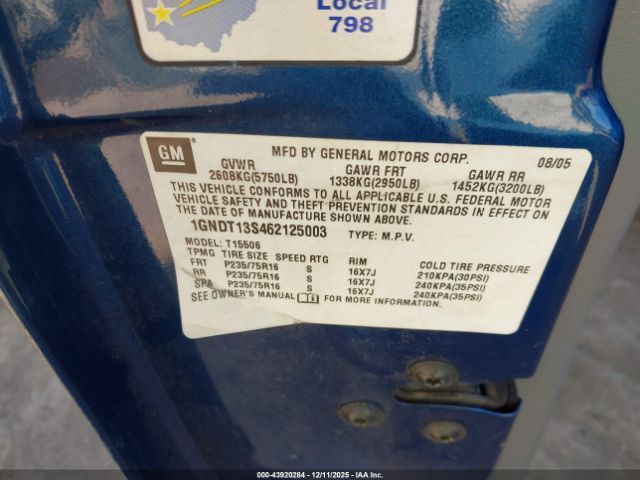 Local
798
GM
MFD BY GENERAL MOTORS CORP. 08/05
GVWR GAWR FRT GAWR RR
2608KG(5750LB) 1338KG(2950LB) 1452KG(3200LB)
THIS VEHICLE CONFORMS TO ALL APPLICABLE U.S. FEDERAL MOTOR
VEHICLE SAFETY AND THEFT PREVENTION STANDARDS IN EFFECT ON
THE DATE OF MANUFACTURE SHOWN ABOVE.
1GNDT13S462125003 TYPE: M.P.V.
MODEL: T15506
TPMG TIRE SIZE SPEED RTG RIM COLD TIRE PRESSURE
FRT P235/75R16 S 16X7J 210KPA(30PSI)
RR P235/75R16 S 16X7J 240KPA(35PSI)
SPA P235/75R16 S 16X7J 240KPA(35PSI)
SEE OWNER'S MANUAL FOR MORE INFORMATION.
00-43920284 - 12/11/2025 - COPYRIGHT IAA, LLC